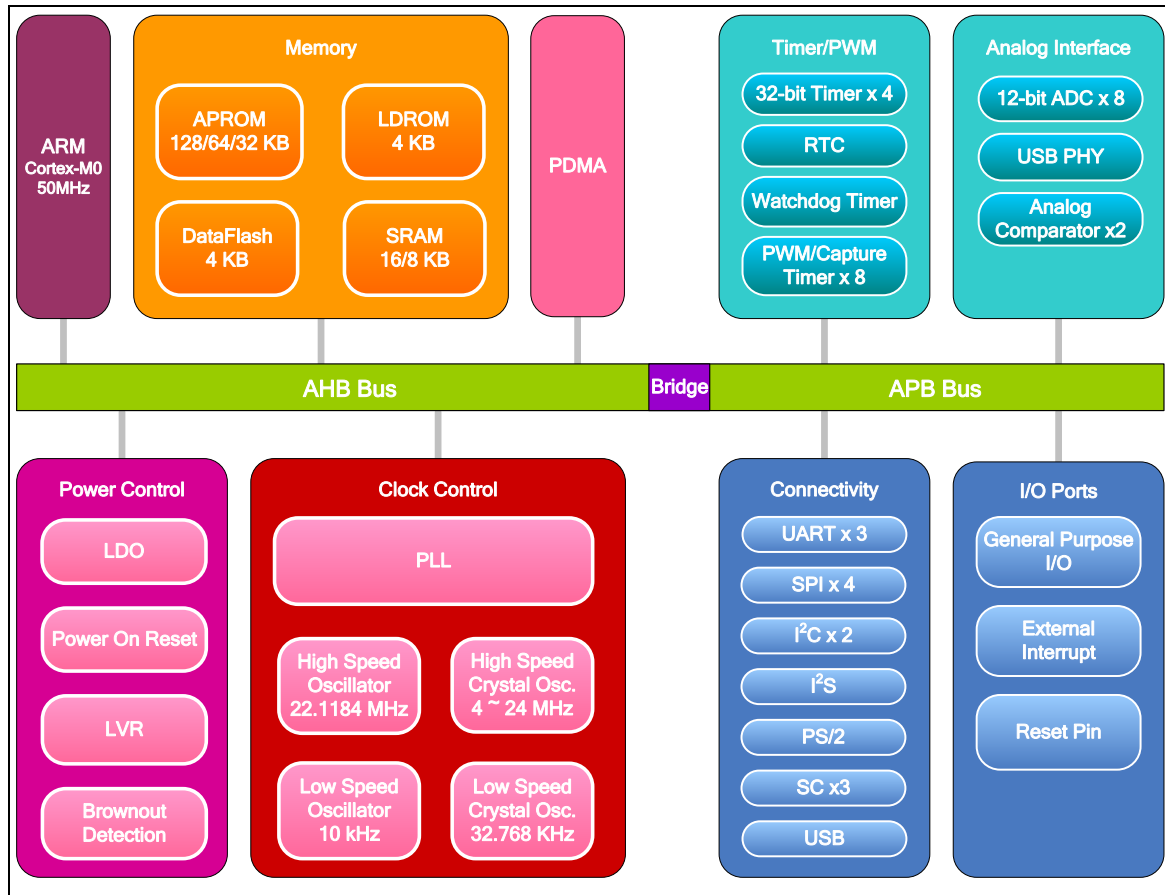 ARM
Cortex-M0
50MHz
Memory
APROM
128/64/32 KB
LDROM
4 KB
DataFlash
4 KB
SRAM
16/8 KB
PDMA
Timer/PWM
32-bit Timer x 4
RTC
Watchdog Timer
PWM/Capture
Timer x 8
Analog Interface
12-bit ADC x 8
USB PHY
Analog
Comparator x2
AHB Bus
Bridge
APB Bus
Power Control
LDO
Power On Reset
LVR
Brownout
Detection
Clock Control
PLL
High Speed
Oscillator
22.1184 MHz
High Speed
Crystal Osc.
4 ~ 24 MHz
Low Speed
Oscillator
10 kHz
Low Speed
Crystal Osc.
32.768 KHz
Connectivity
UART x 3
SPI x 4
I²C x 2
I²S
PS/2
SC x3
USB
I/O Ports
General Purpose
I/O
External
Interrupt
Reset Pin